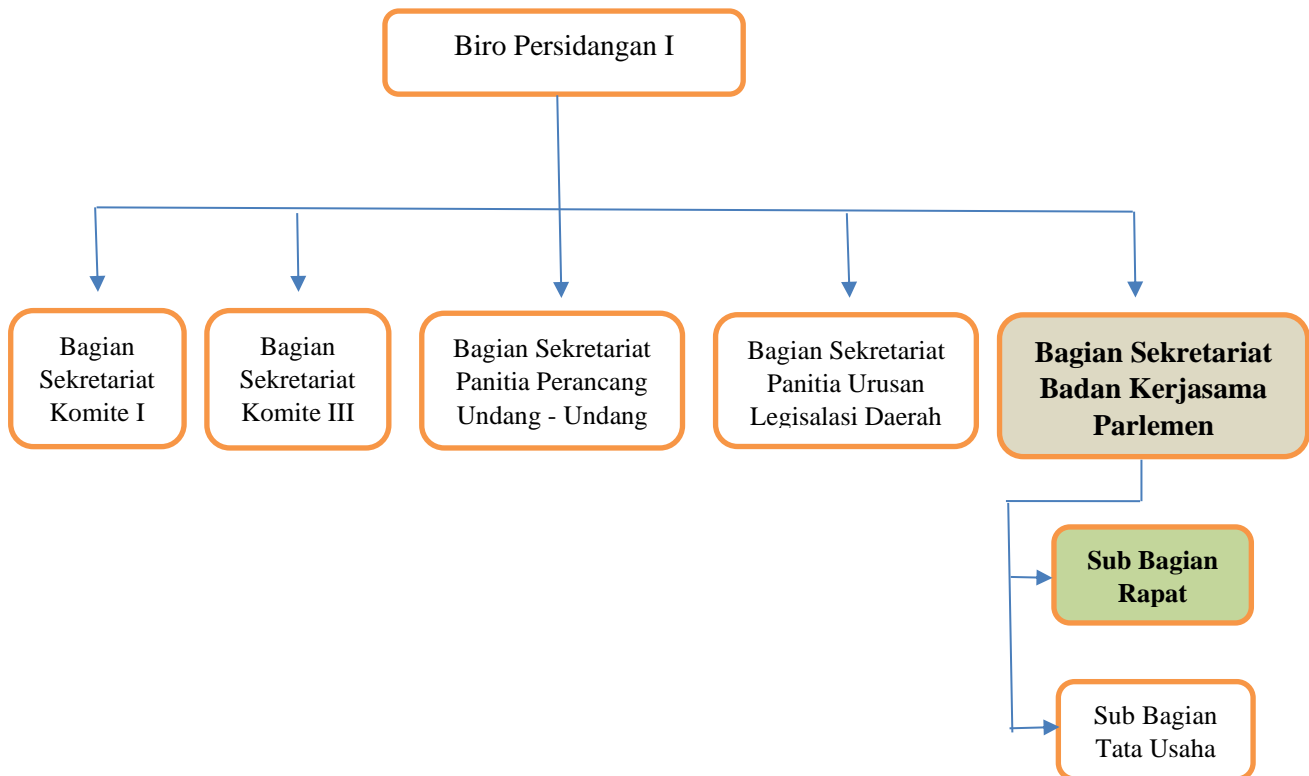 Biro Persidangan I
Bagian
Sekretariat
Komite I
Bagian
Sekretariat
Komite III
Bagian Sekretariat
Panitia Perancang
Undang - Undang
Bagian Sekretariat
Panitia Urusan
Legisalasi Daerah
Bagian Sekretariat
Badan Kerjasama
Parlemen
Sub Bagian
Rapat
Sub Bagian
Tata Usaha